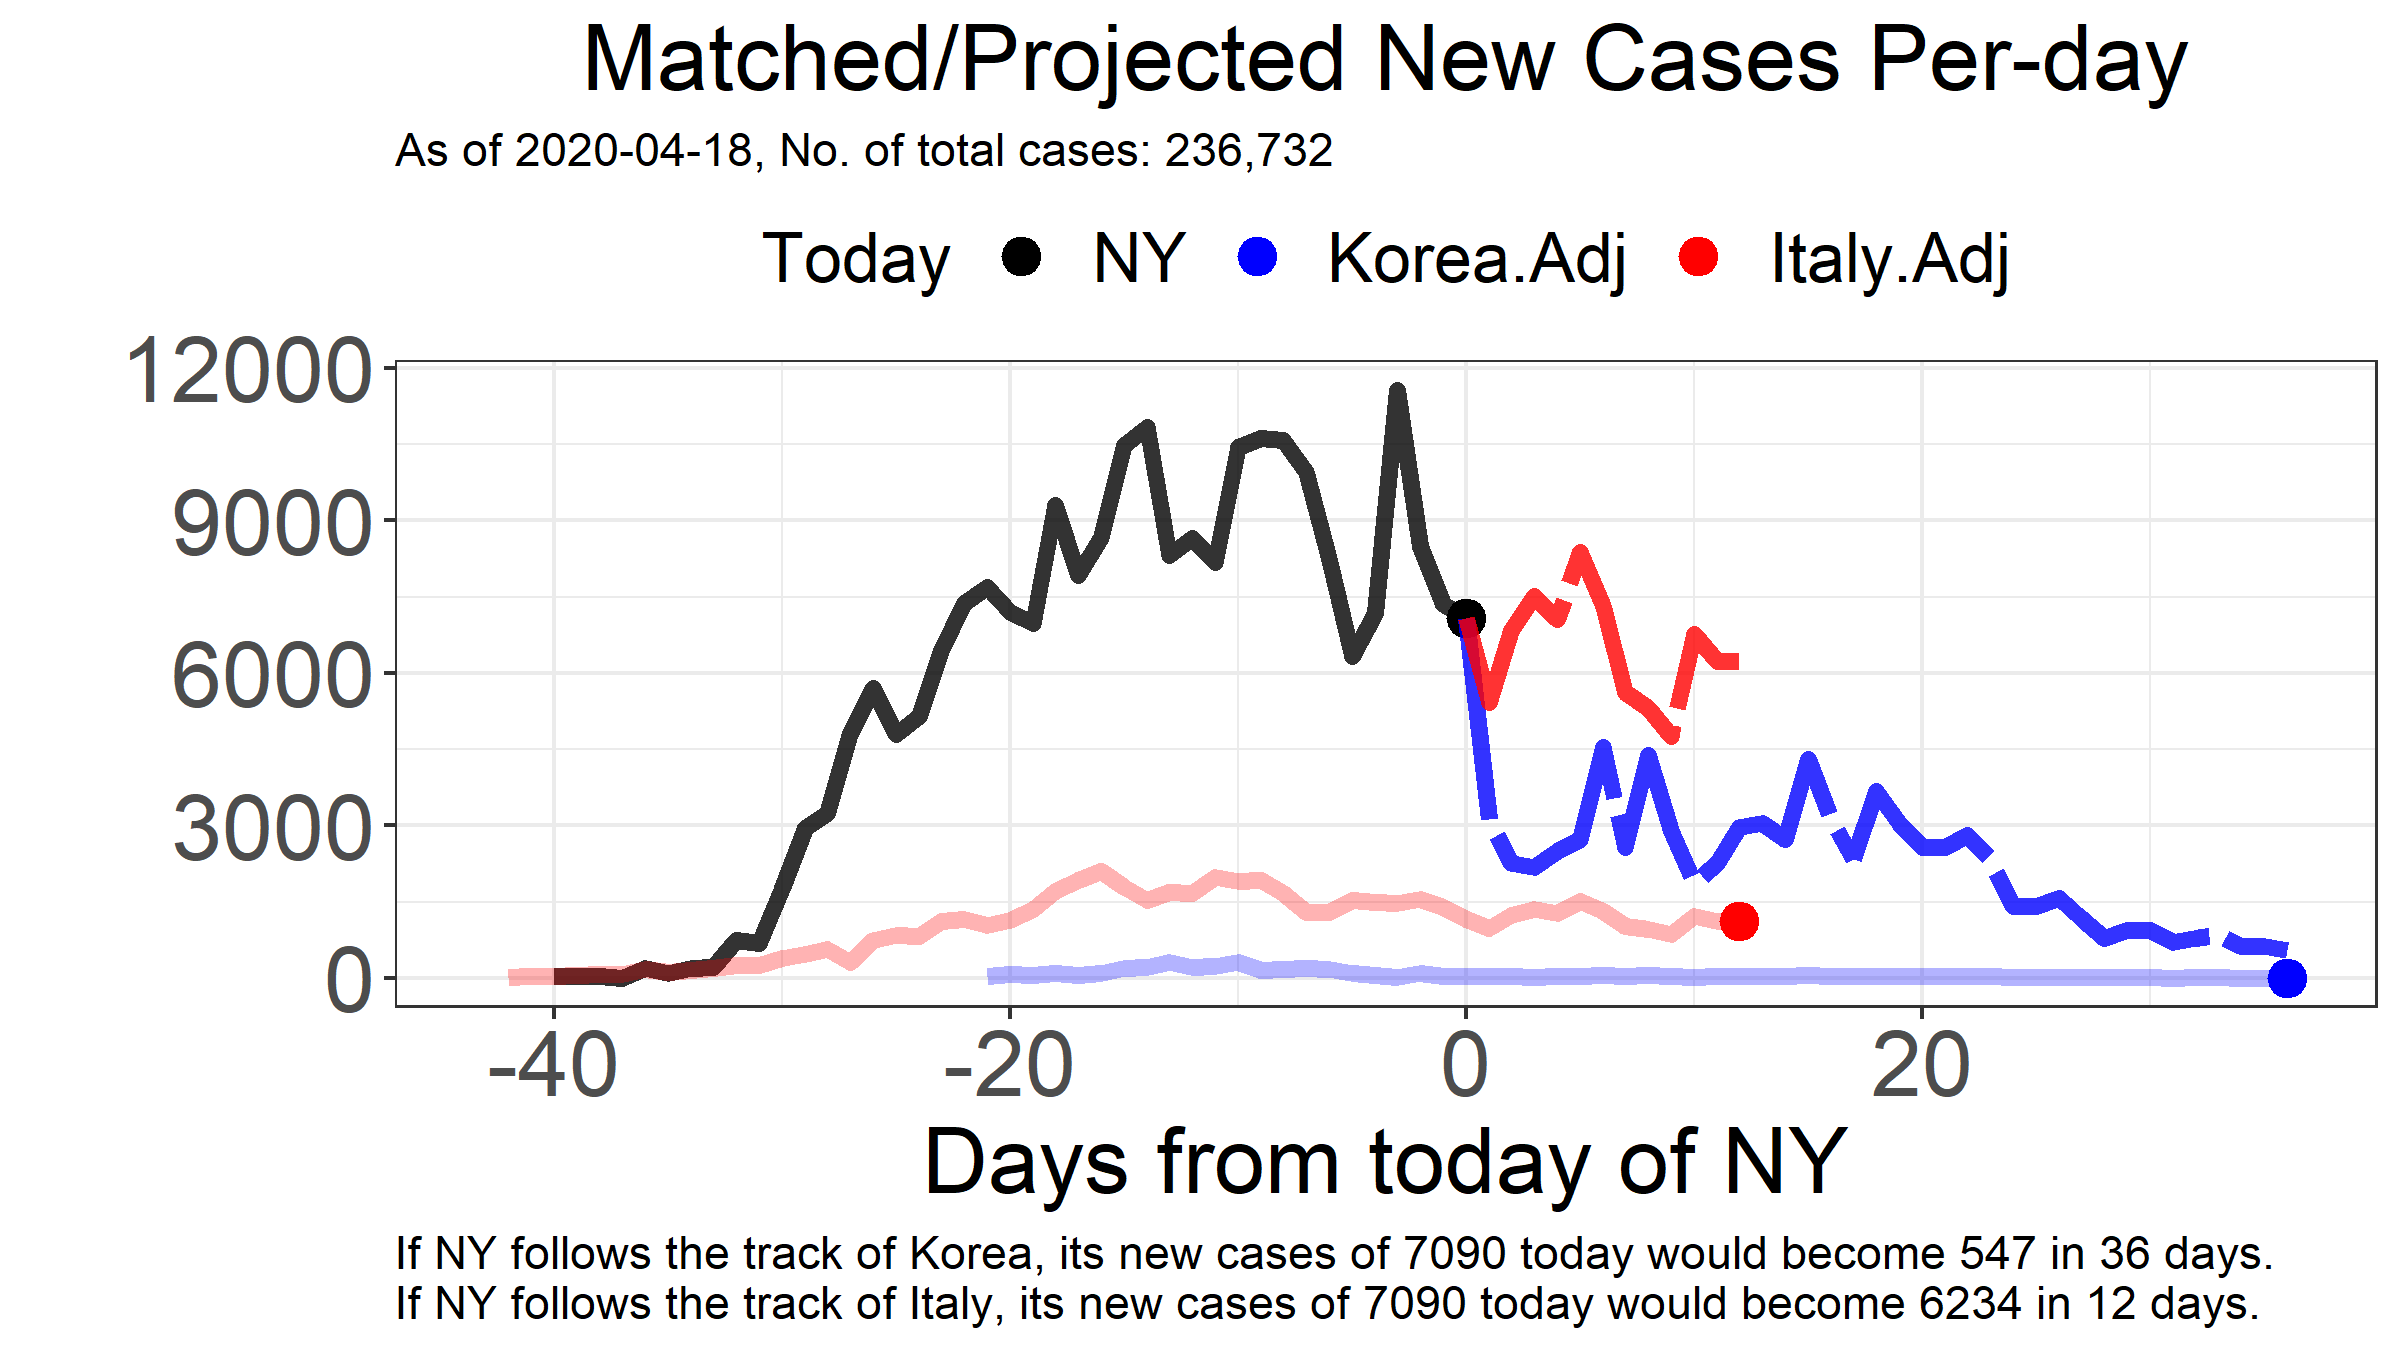 Matched/Projected New Cases Per-day
As of 2020-04-18, No. of total cases: 236,732
Today NY Korea.Adj Italy.Adj
12000
9000
6000
3000
0
-40 -20 0 20
Days from today of NY
If NY follows the track of Korea, its new cases of 7090 today would become 547 in 36 days.
If NY follows the track of Italy, its new cases of 7090 today would become 6234 in 12 days.